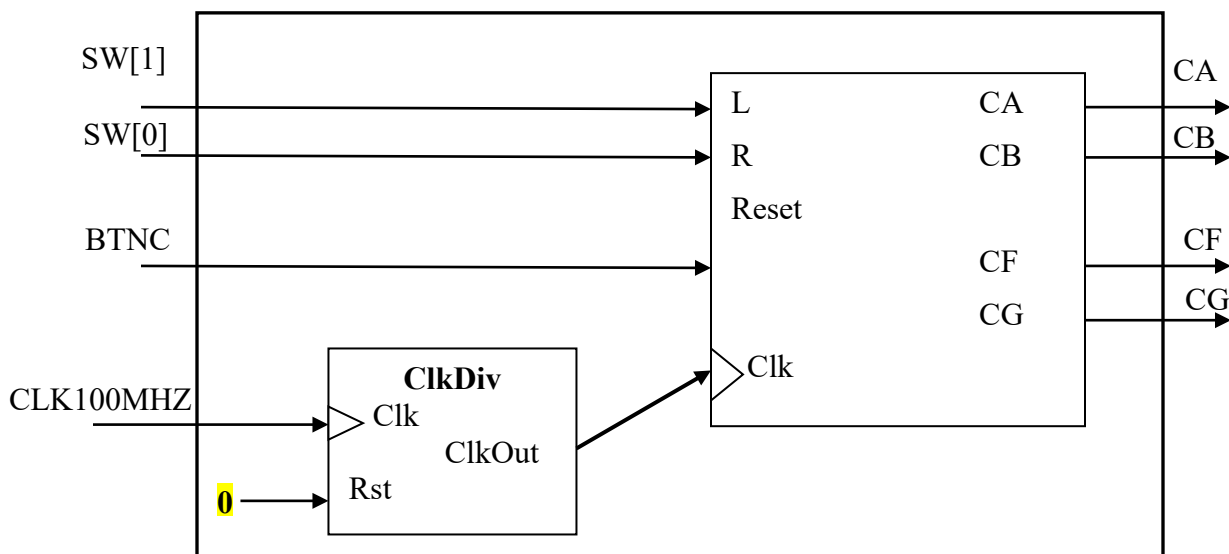 SW[1]
CA
L CA
SW[0]
CB
R CB
Reset
BTNC
CF
CF
CG
CG
ClkDiv
Clk
CLK100MHZ
Clk
ClkOut
0
Rst